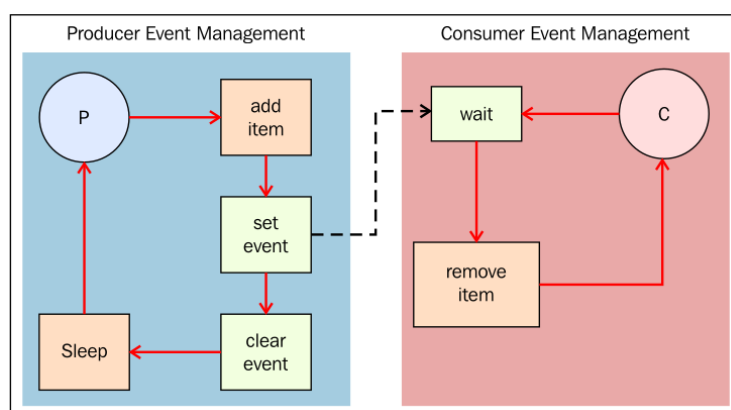 Producer Event Management
Consumer Event Management
P
add
item
wait
C
set
event
remove
item
Sleep
clear
event